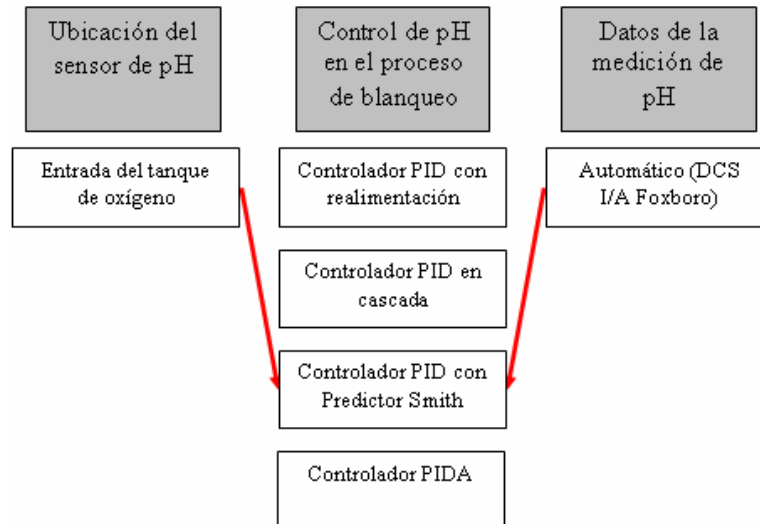 Ubicación del
sensor de pH
Control de pH
en el proceso
de blanqueo
Datos de la
medición de
pH
Entrada del tanque
de oxígeno
Controlador PID con
realimentación
Automático (DCS
I/A Foxboro)
Controlador PID en
cascada
Controlador PID con
Predictor Smith
Controlador PIDA